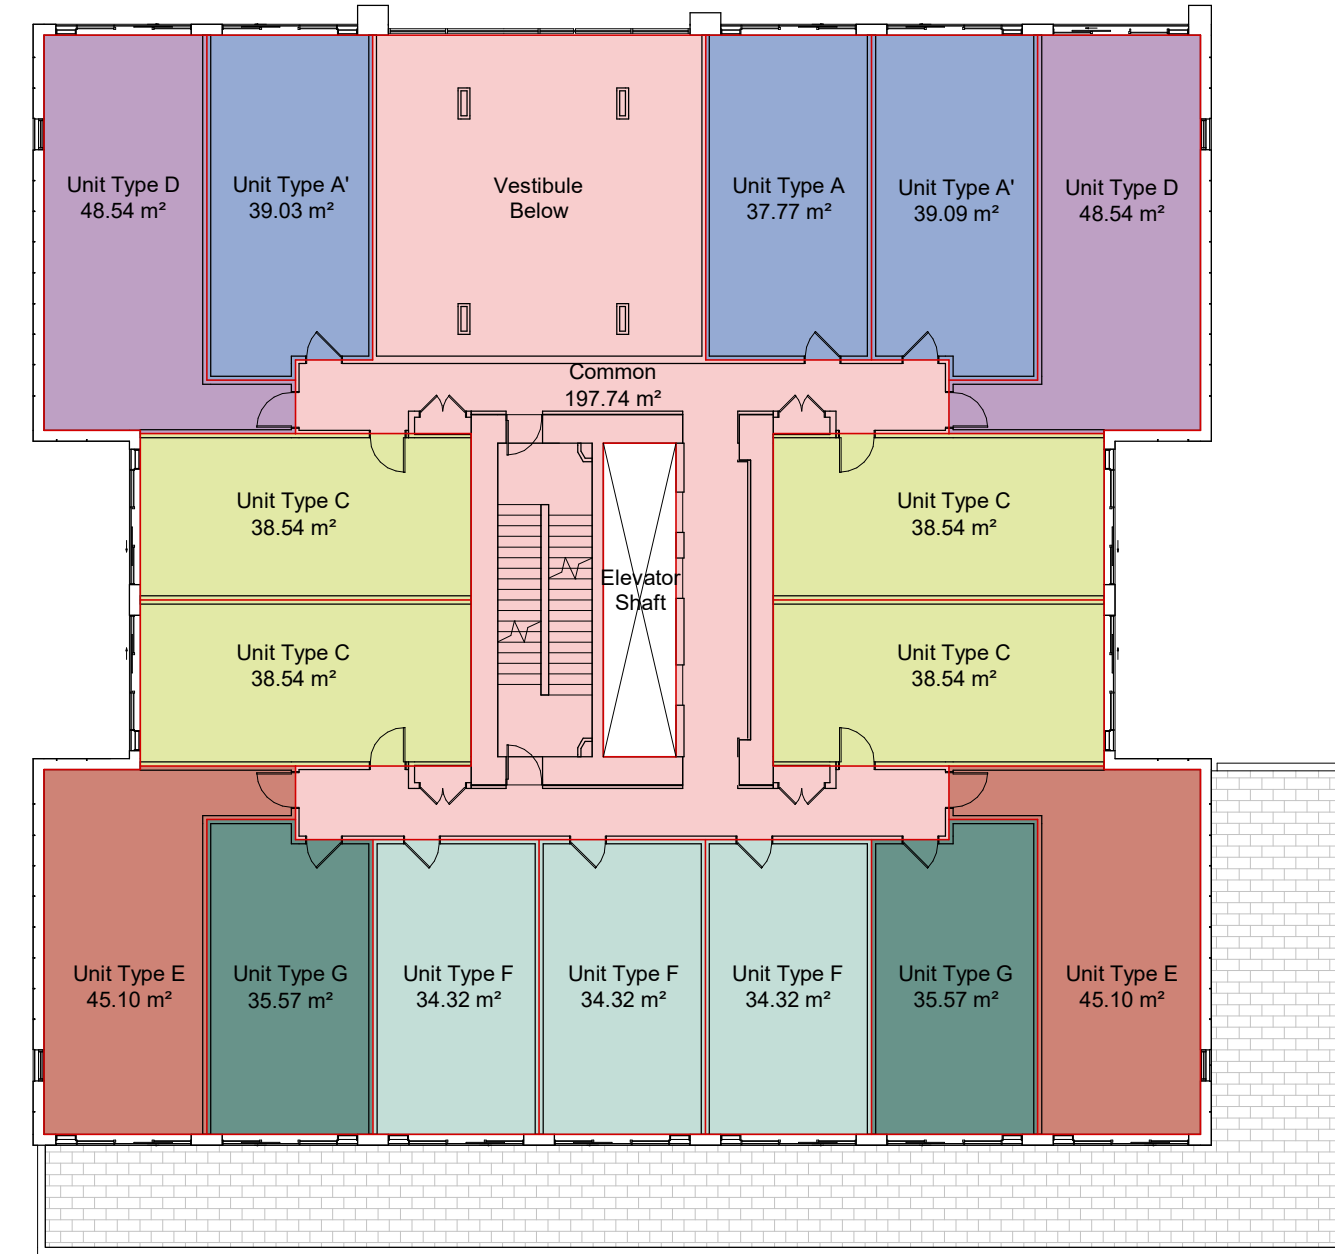 Unit Type D
48.54 m²
Unit Type A'
39.03 m²
Vestibule
Below
Unit Type A
37.77 m²
Unit Type A'
39.09 m²
Unit Type D
48.54 m²
Common
197.74 m²
Unit Type C
38.54 m²
Unit Type C
38.54 m²
Elevator
Shaft
Unit Type C
38.54 m²
Unit Type C
38.54 m²
Unit Type E
45.10 m²
Unit Type G
35.57 m²
Unit Type F
34.32 m²
Unit Type F
34.32 m²
Unit Type F
34.32 m²
Unit Type G
35.57 m²
Unit Type E
45.10 m²